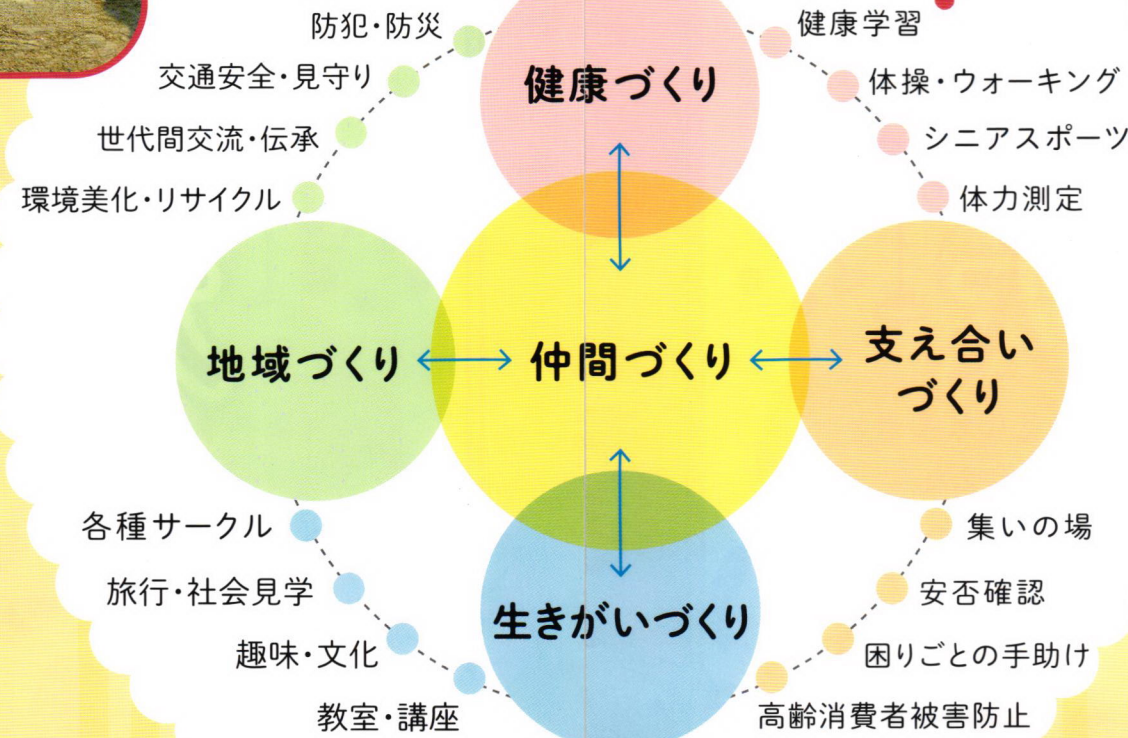 防犯・防災
交通安全・見守り
世代間交流・伝承
環境美化・リサイクル
健康づくり
健康学習
体操・ウォーキング
シニアスポーツ
体力測定
地域づくり
仲間づくり
支え合い
づくり
各種サークル
旅行・社会見学
趣味・文化
教室・講座
生きがいづくり
集いの場
安否確認
困りごとの手助け
高齢消費者被害防止